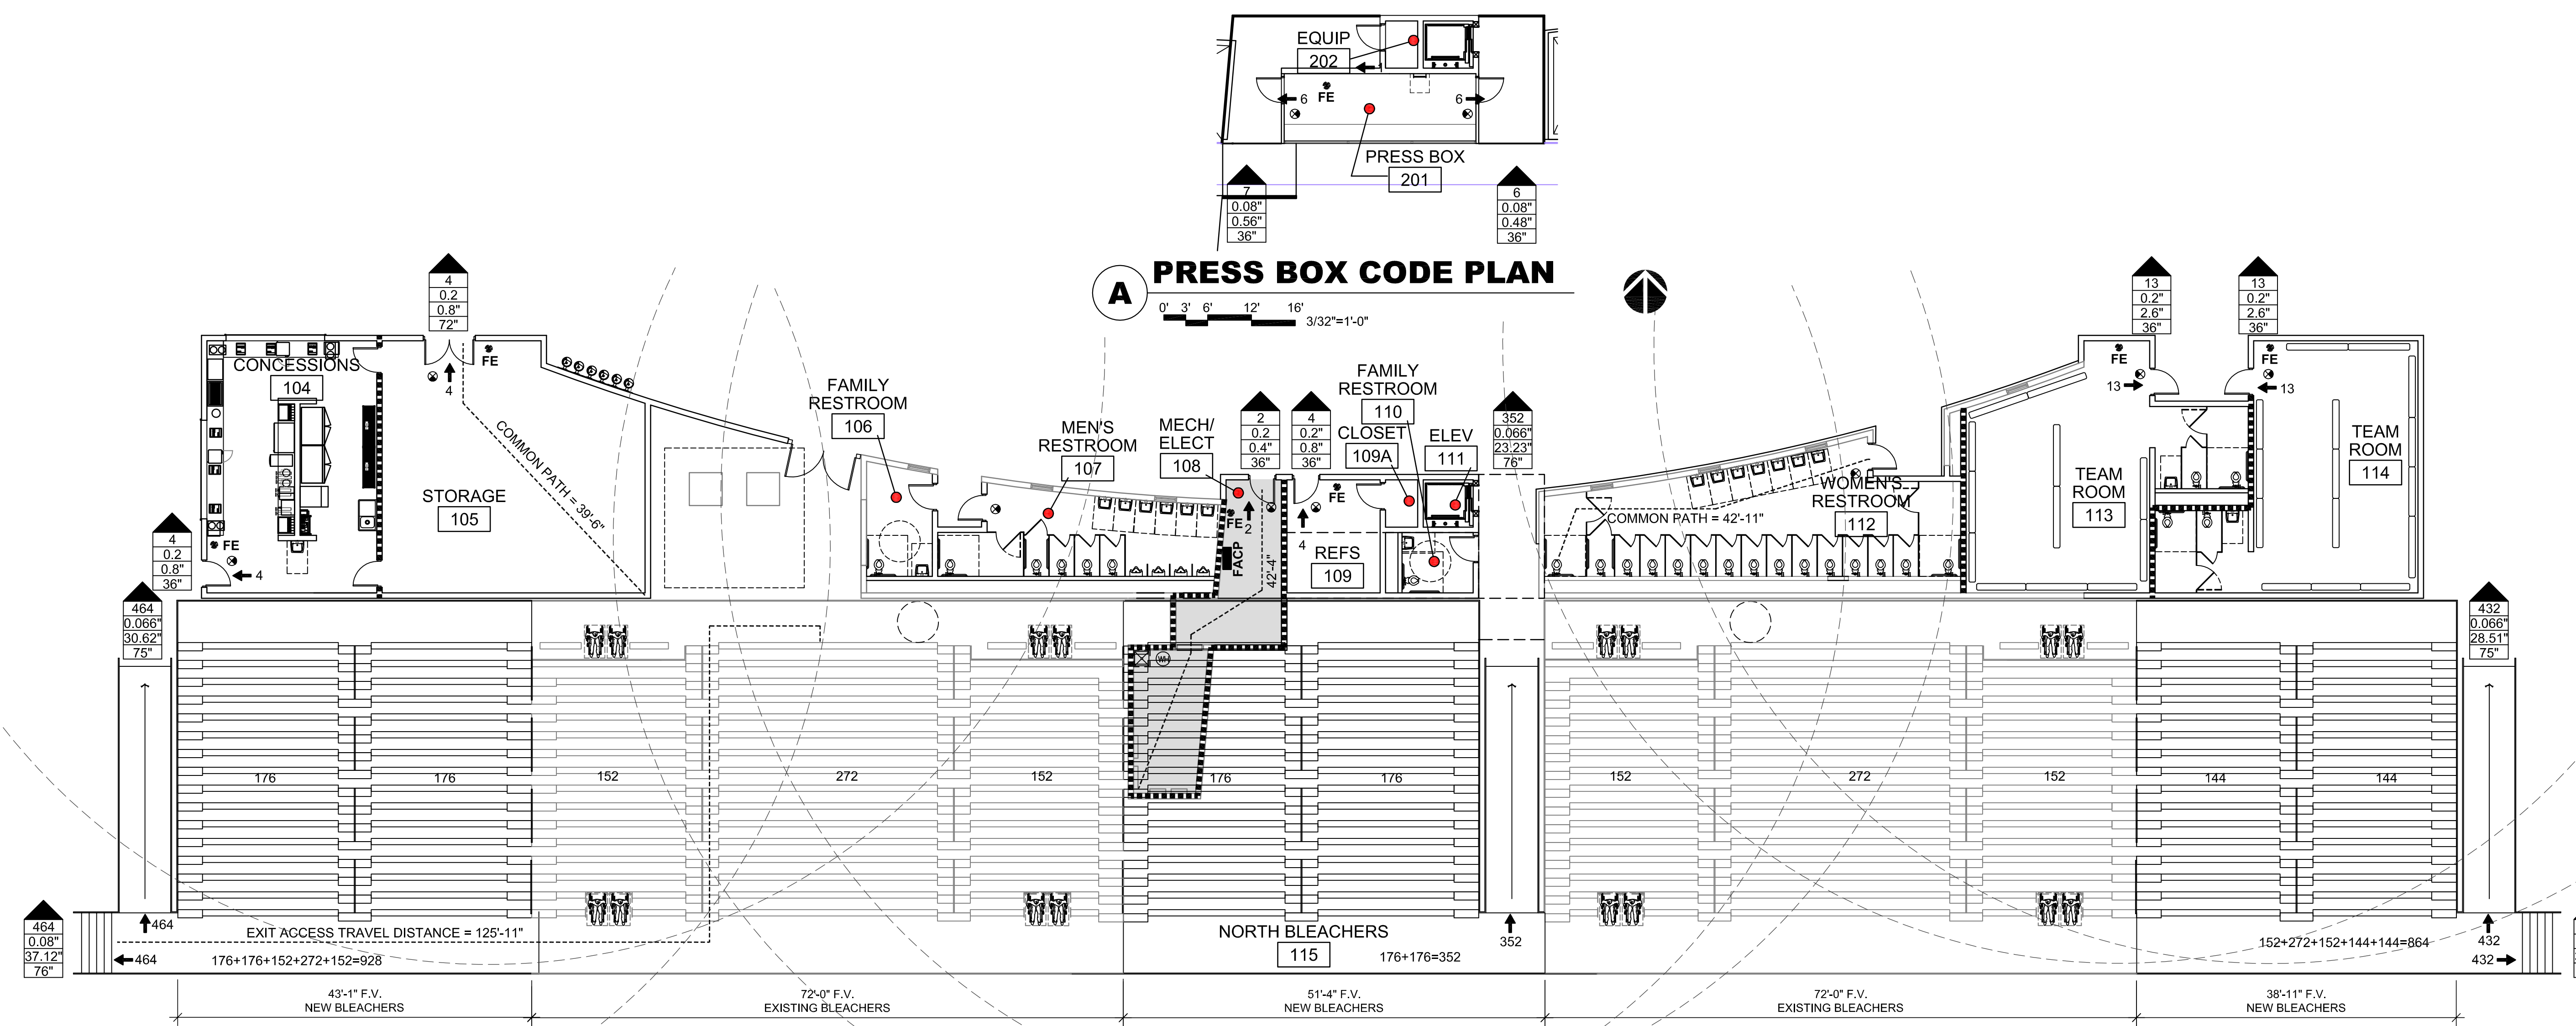 EQUIP
202
6
FE
6
PRESS BOX
201
7
0.08"
0.56"
36"
6
0.08"
0.48"
36"
A
PRESS BOX CODE PLAN
0' 3' 6' 12' 16'
3/32"=1'-0"
4
0.2
0.8"
72"
13
0.2"
2.6"
36"
13
0.2"
2.6"
36"
CONCESSIONS
104
FE
4
COMMON PATH = 39'-6"
STORAGE
105
FE
4
4
0.2
0.8"
36"
FAMILY
RESTROOM
106
MEN'S
RESTROOM
107
MECH/
ELECT
108
2
0.2
0.4"
36"
4
0.2"
0.8"
36"
FAMILY
RESTROOM
110
CLOSET
109A
ELEV
111
352
0.066"
23.23"
76"
FE
2
FACP
42'-4"
FE
4
REFS
109
COMMON PATH = 42'-11"
WOMEN'S
RESTROOM
112
FE
13
TEAM
ROOM
113
FE
13
TEAM
ROOM
114
464
0.066"
30.62"
75"
432
0.066"
28.51"
75"
WH
176
176
152
272
152
176
176
152
272
152
144
144
464
0.08"
37.12"
76"
464
464
EXIT ACCESS TRAVEL DISTANCE = 125'-11"
176+176+152+272+152=928
NORTH BLEACHERS
115
176+176=352
352
152+272+152+144+144=864
432
432
43'-1" F.V.
NEW BLEACHERS
72'-0" F.V.
EXISTING BLEACHERS
51'-4" F.V.
NEW BLEACHERS
72'-0" F.V.
EXISTING BLEACHERS
38'-11" F.V.
NEW BLEACHERS